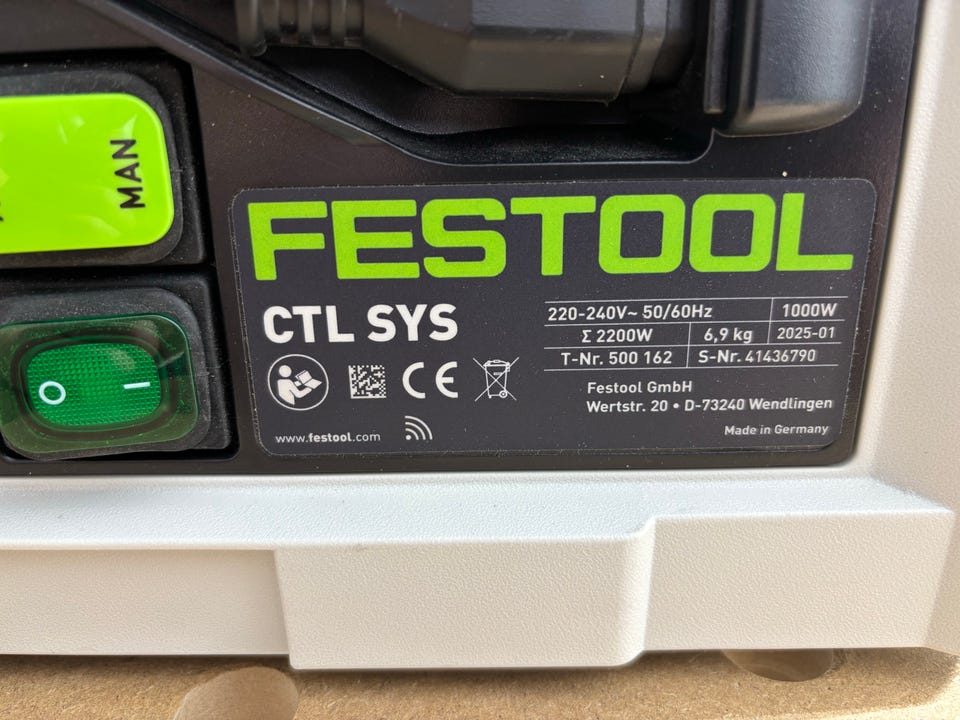 MAN
FESTOOL
CTL SYS
220-240V~ 50/60Hz 1000W
Σ 2200W 6,9 kg 2025-01
T-Nr. 500 162 S-Nr. 41436790
Festool GmbH
Wertstr. 20 • D-73240 Wendlingen
CE
www.festool.com
Made in Germany
O I